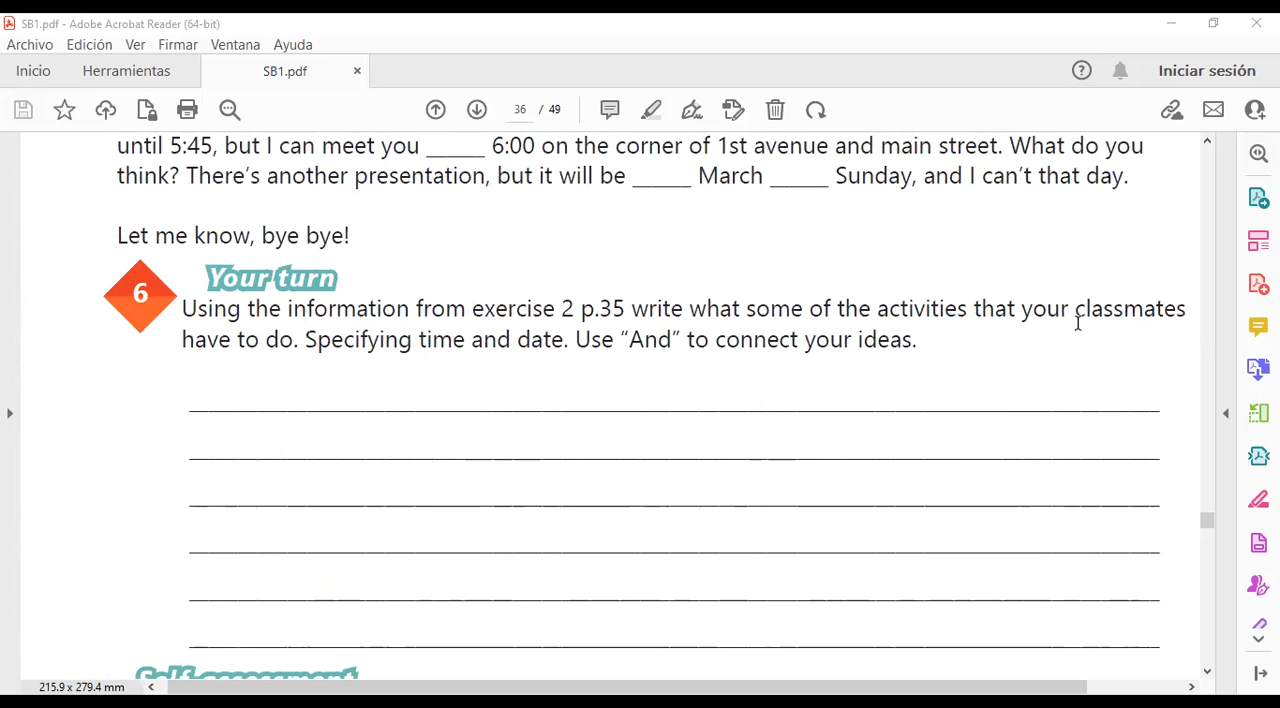 SB1.pdf - Adobe Acrobat Reader (64-bit)
Archivo Edición Ver Firmar Ventana Ayuda
Inicio Herramientas SB1.pdf × Iniciar sesión
36 / 49
until 5:45, but I can meet you _____ 6:00 on the corner of 1st avenue and main street. What do you
think? There’s another presentation, but it will be _____ March _____ Sunday, and I can’t that day.
Let me know, bye bye!
Your turn
6
Using the information from exercise 2 p.35 write what some of the activities that your classmates
have to do. Specifying time and date. Use “And” to connect your ideas.
Self-assessment
215.9 x 279.4 mm